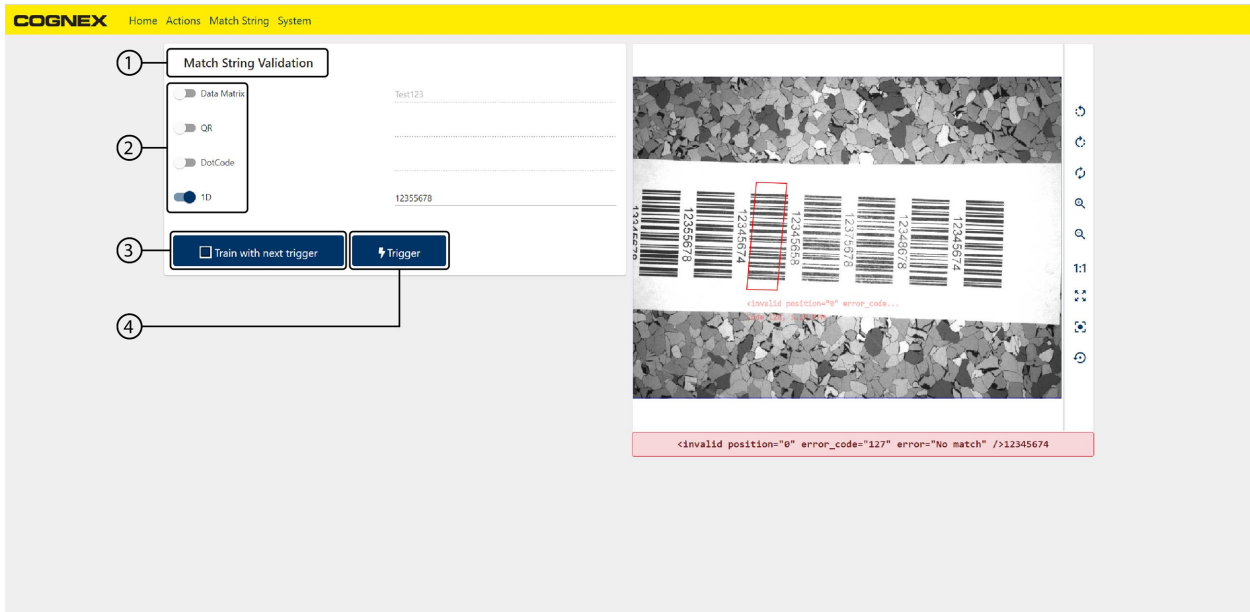 COGNEX Home Actions Match String System
1 Match String Validation
2
Data Matrix Test123
QR
DotCode
1D 12355678
3 Train with next trigger Trigger
4
12355678
12345674
12345658
12375678
12348678
12345674
<invalid position="0" error_code...
1:1
<invalid position="0" error_code="127" error="No match" />12345674